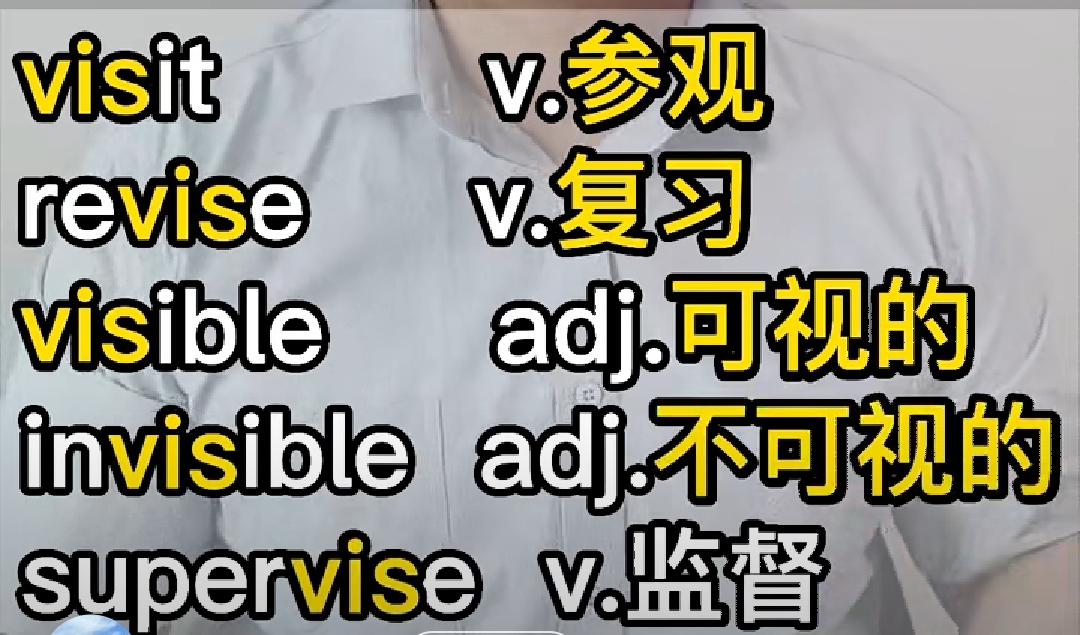 visit v.参观
revise v.复习
visible adj.可视的
invisible adj.不可视的
supervise v.监督